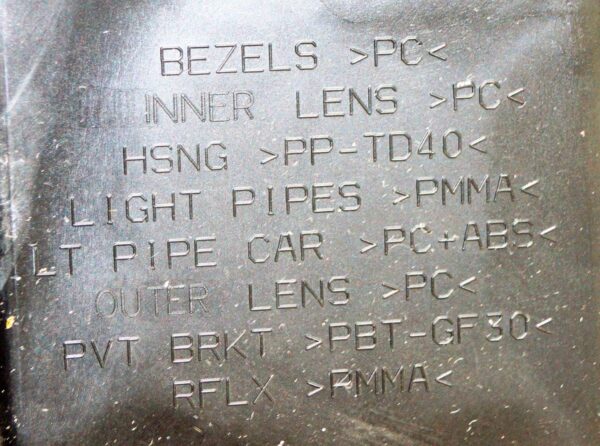 BEZELS >PC<
INNER LENS >PC<
HSNG >PP-TD40<
LIGHT PIPES >PMMA<
LT PIPE CAR >PC+ABS<
OUTER LENS >PC<
PVT BRKT >PBT-GF30<
RFLX >PMMA<